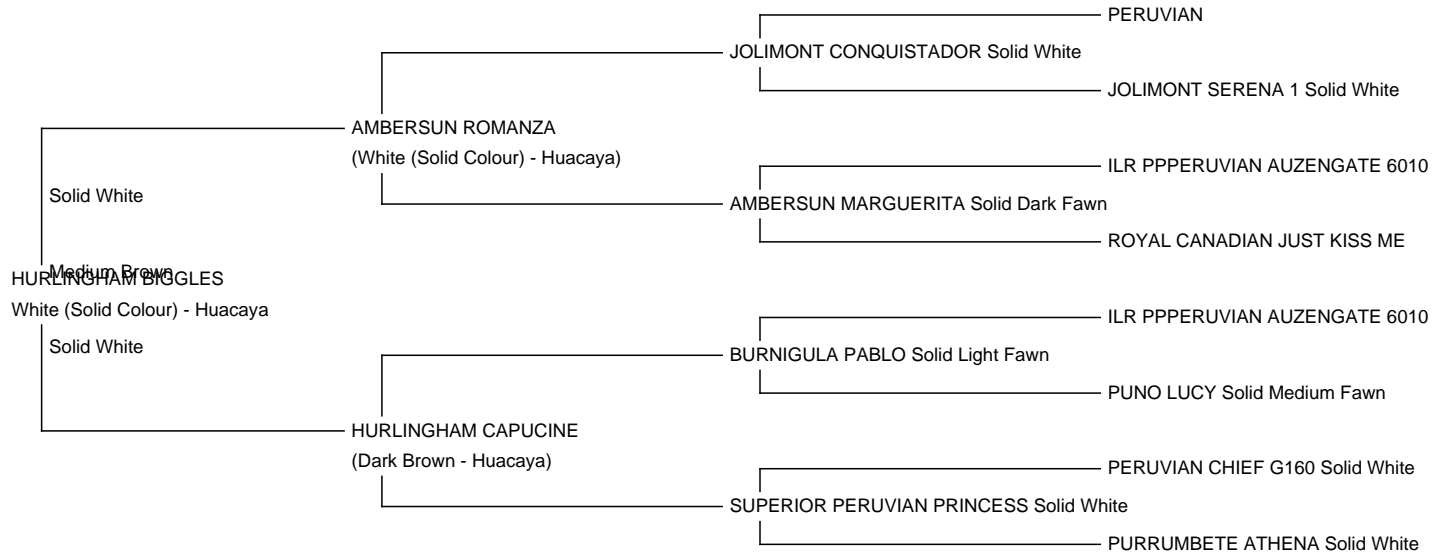 PERUVIAN
JOLIMONT CONQUISTADOR Solid White
JOLIMONT SERENA 1 Solid White
AMBERSUN ROMANZA
(White (Solid Colour) - Huacaya)
ILR PPPERUVIAN AUZENGATE 6010
Solid White
AMBERSUN MARGUERITA Solid Dark Fawn
ROYAL CANADIAN JUST KISS ME
Medium Brown
HURLINGHAM BIGGLES
White (Solid Colour) - Huacaya
ILR PPPERUVIAN AUZENGATE 6010
Solid White
BURNIGULA PABLO Solid Light Fawn
PUNO LUCY Solid Medium Fawn
HURLINGHAM CAPUCINE
(Dark Brown - Huacaya)
PERUVIAN CHIEF G160 Solid White
SUPERIOR PERUVIAN PRINCESS Solid White
PURRUMBETE ATHENA Solid White